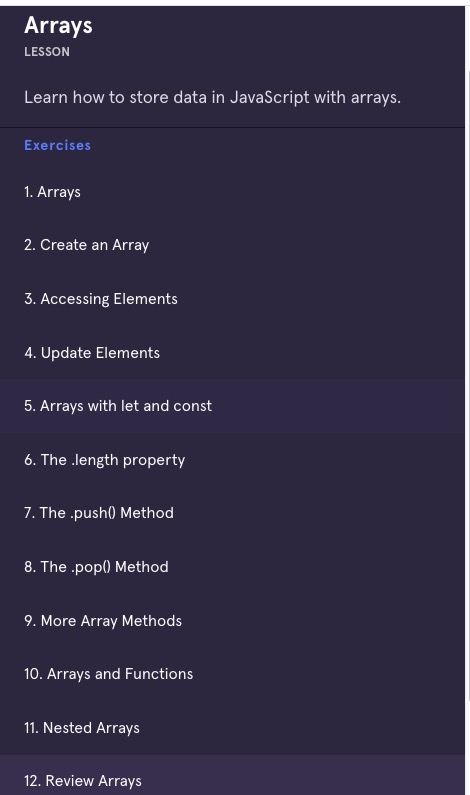 Arrays
LESSON
Learn how to store data in JavaScript with arrays.
Exercises
1. Arrays
2. Create an Array
3. Accessing Elements
4. Update Elements
5. Arrays with let and const
6. The .length property
7. The .push() Method
8. The .pop() Method
9. More Array Methods
10. Arrays and Functions
11. Nested Arrays
12. Review Arrays